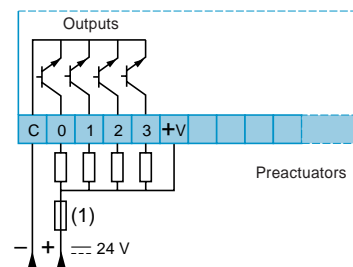 Outputs
C 0 1 2 3 +V
Preactuators
(1)
– + 24 V